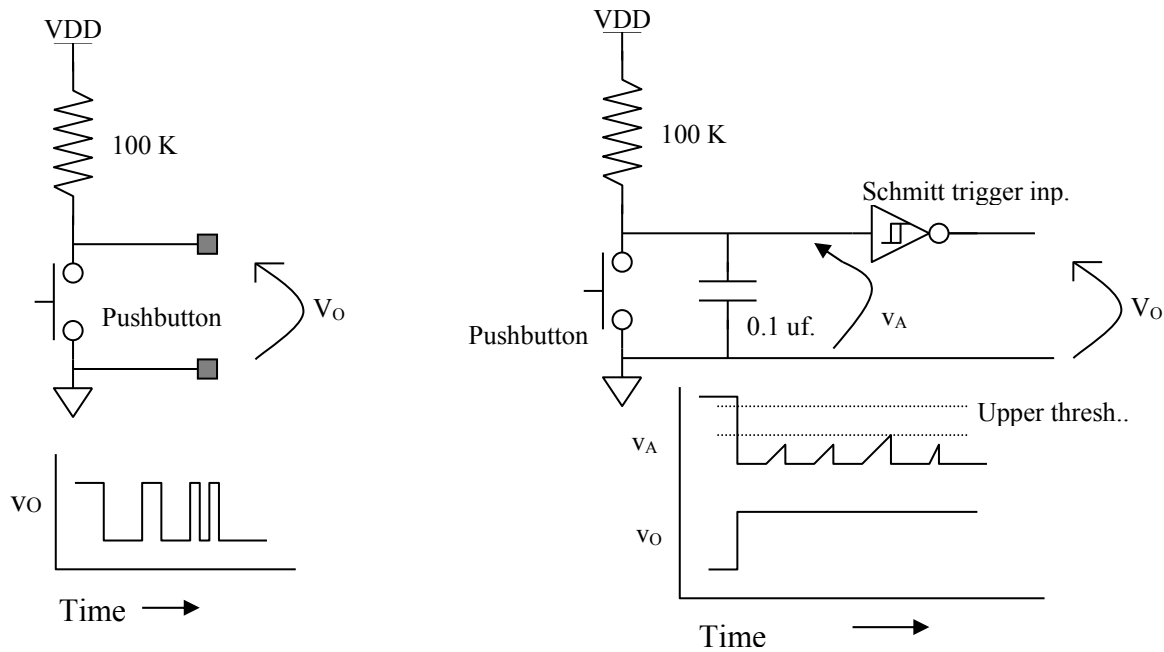 VDD
100 K
Pushbutton
VO
vO
Time
VDD
100 K
Schmitt trigger inp.
Pushbutton
0.1 uf.
vA
VO
Upper thresh..
vA
vO
Time